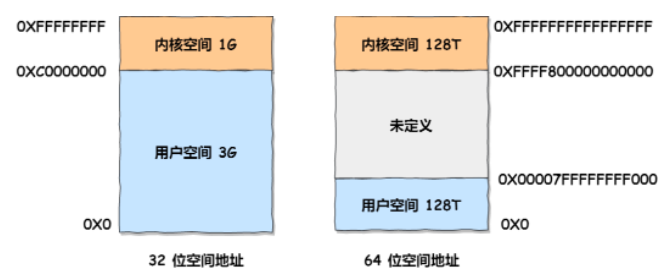 0XFFFFFFFF
内核空间 1G
0XC0000000
用户空间 3G
0X0
32 位空间地址
0XFFFFFFFFFFFFFFFF
内核空间 128T
0XFFFF800000000000
未定义
0X00007FFFFFFFF000
用户空间 128T
0X0
64 位空间地址